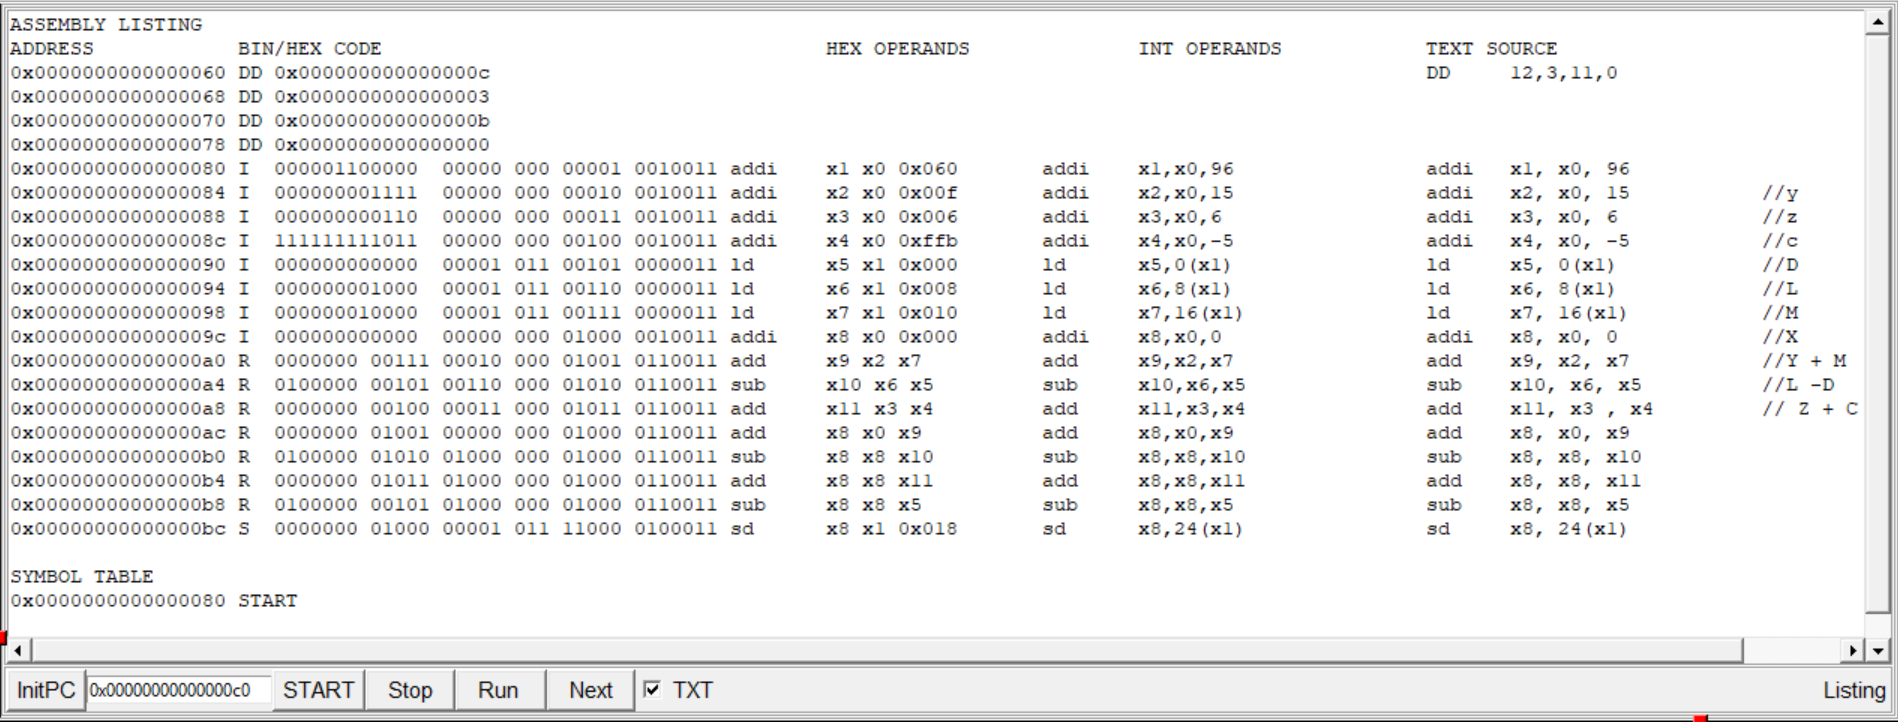 ASSEMBLY LISTING
ADDRESS BIN/HEX CODE HEX OPERANDS INT OPERANDS TEXT SOURCE
0x0000000000000060 DD 0x000000000000000c DD 12,3,11,0
0x0000000000000068 DD 0x0000000000000003
0x0000000000000070 DD 0x000000000000000b
0x0000000000000078 DD 0x0000000000000000
0x0000000000000080 I 000001100000 00000 000 00001 0010011 addi x1 x0 0x060 addi x1,x0,96 addi x1, x0, 96
0x0000000000000084 I 000000001111 00000 000 00010 0010011 addi x2 x0 0x00f addi x2,x0,15 addi x2, x0, 15 //y
0x0000000000000088 I 000000000110 00000 000 00011 0010011 addi x3 x0 0x006 addi x3,x0,6 addi x3, x0, 6 //z
0x000000000000008c I 111111111011 00000 000 00100 0010011 addi x4 x0 0xffb addi x4,x0,-5 addi x4, x0, -5 //c
0x0000000000000090 I 000000000000 00001 011 00101 0000011 ld x5 x1 0x000 ld x5,0(x1) ld x5, 0(x1) //D
0x0000000000000094 I 000000001000 00001 011 00110 0000011 ld x6 x1 0x008 ld x6,8(x1) ld x6, 8(x1) //L
0x0000000000000098 I 000000010000 00001 011 00111 0000011 ld x7 x1 0x010 ld x7,16(x1) ld x7, 16(x1) //M
0x000000000000009c I 000000000000 00000 000 01000 0010011 addi x8 x0 0x000 addi x8,x0,0 addi x8, x0, 0 //X
0x00000000000000a0 R 0000000 00111 00010 000 01001 0110011 add x9 x2 x7 add x9,x2,x7 add x9, x2, x7 //Y + M
0x00000000000000a4 R 0100000 00101 00110 000 01010 0110011 sub x10 x6 x5 sub x10,x6,x5 sub x10, x6, x5 //L -D
0x00000000000000a8 R 0000000 00100 00011 000 01011 0110011 add x11 x3 x4 add x11,x3,x4 add x11, x3 , x4 // Z + C
0x00000000000000ac R 0000000 01001 00000 000 01000 0110011 add x8 x0 x9 add x8,x0,x9 add x8, x0, x9
0x00000000000000b0 R 0100000 01010 01000 000 01000 0110011 sub x8 x8 x10 sub x8,x8,x10 sub x8, x8, x10
0x00000000000000b4 R 0000000 01011 01000 000 01000 0110011 add x8 x8 x11 add x8,x8,x11 add x8, x8, x11
0x00000000000000b8 R 0100000 00101 01000 000 01000 0110011 sub x8 x8 x5 sub x8,x8,x5 sub x8, x8, x5
0x00000000000000bc S 0000000 01000 00001 011 11000 0100011 sd x8 x1 0x018 sd x8,24(x1) sd x8, 24(x1)
SYMBOL TABLE
0x0000000000000080 START
InitPC 0x00000000000000c0 START Stop Run Next TXT Listing